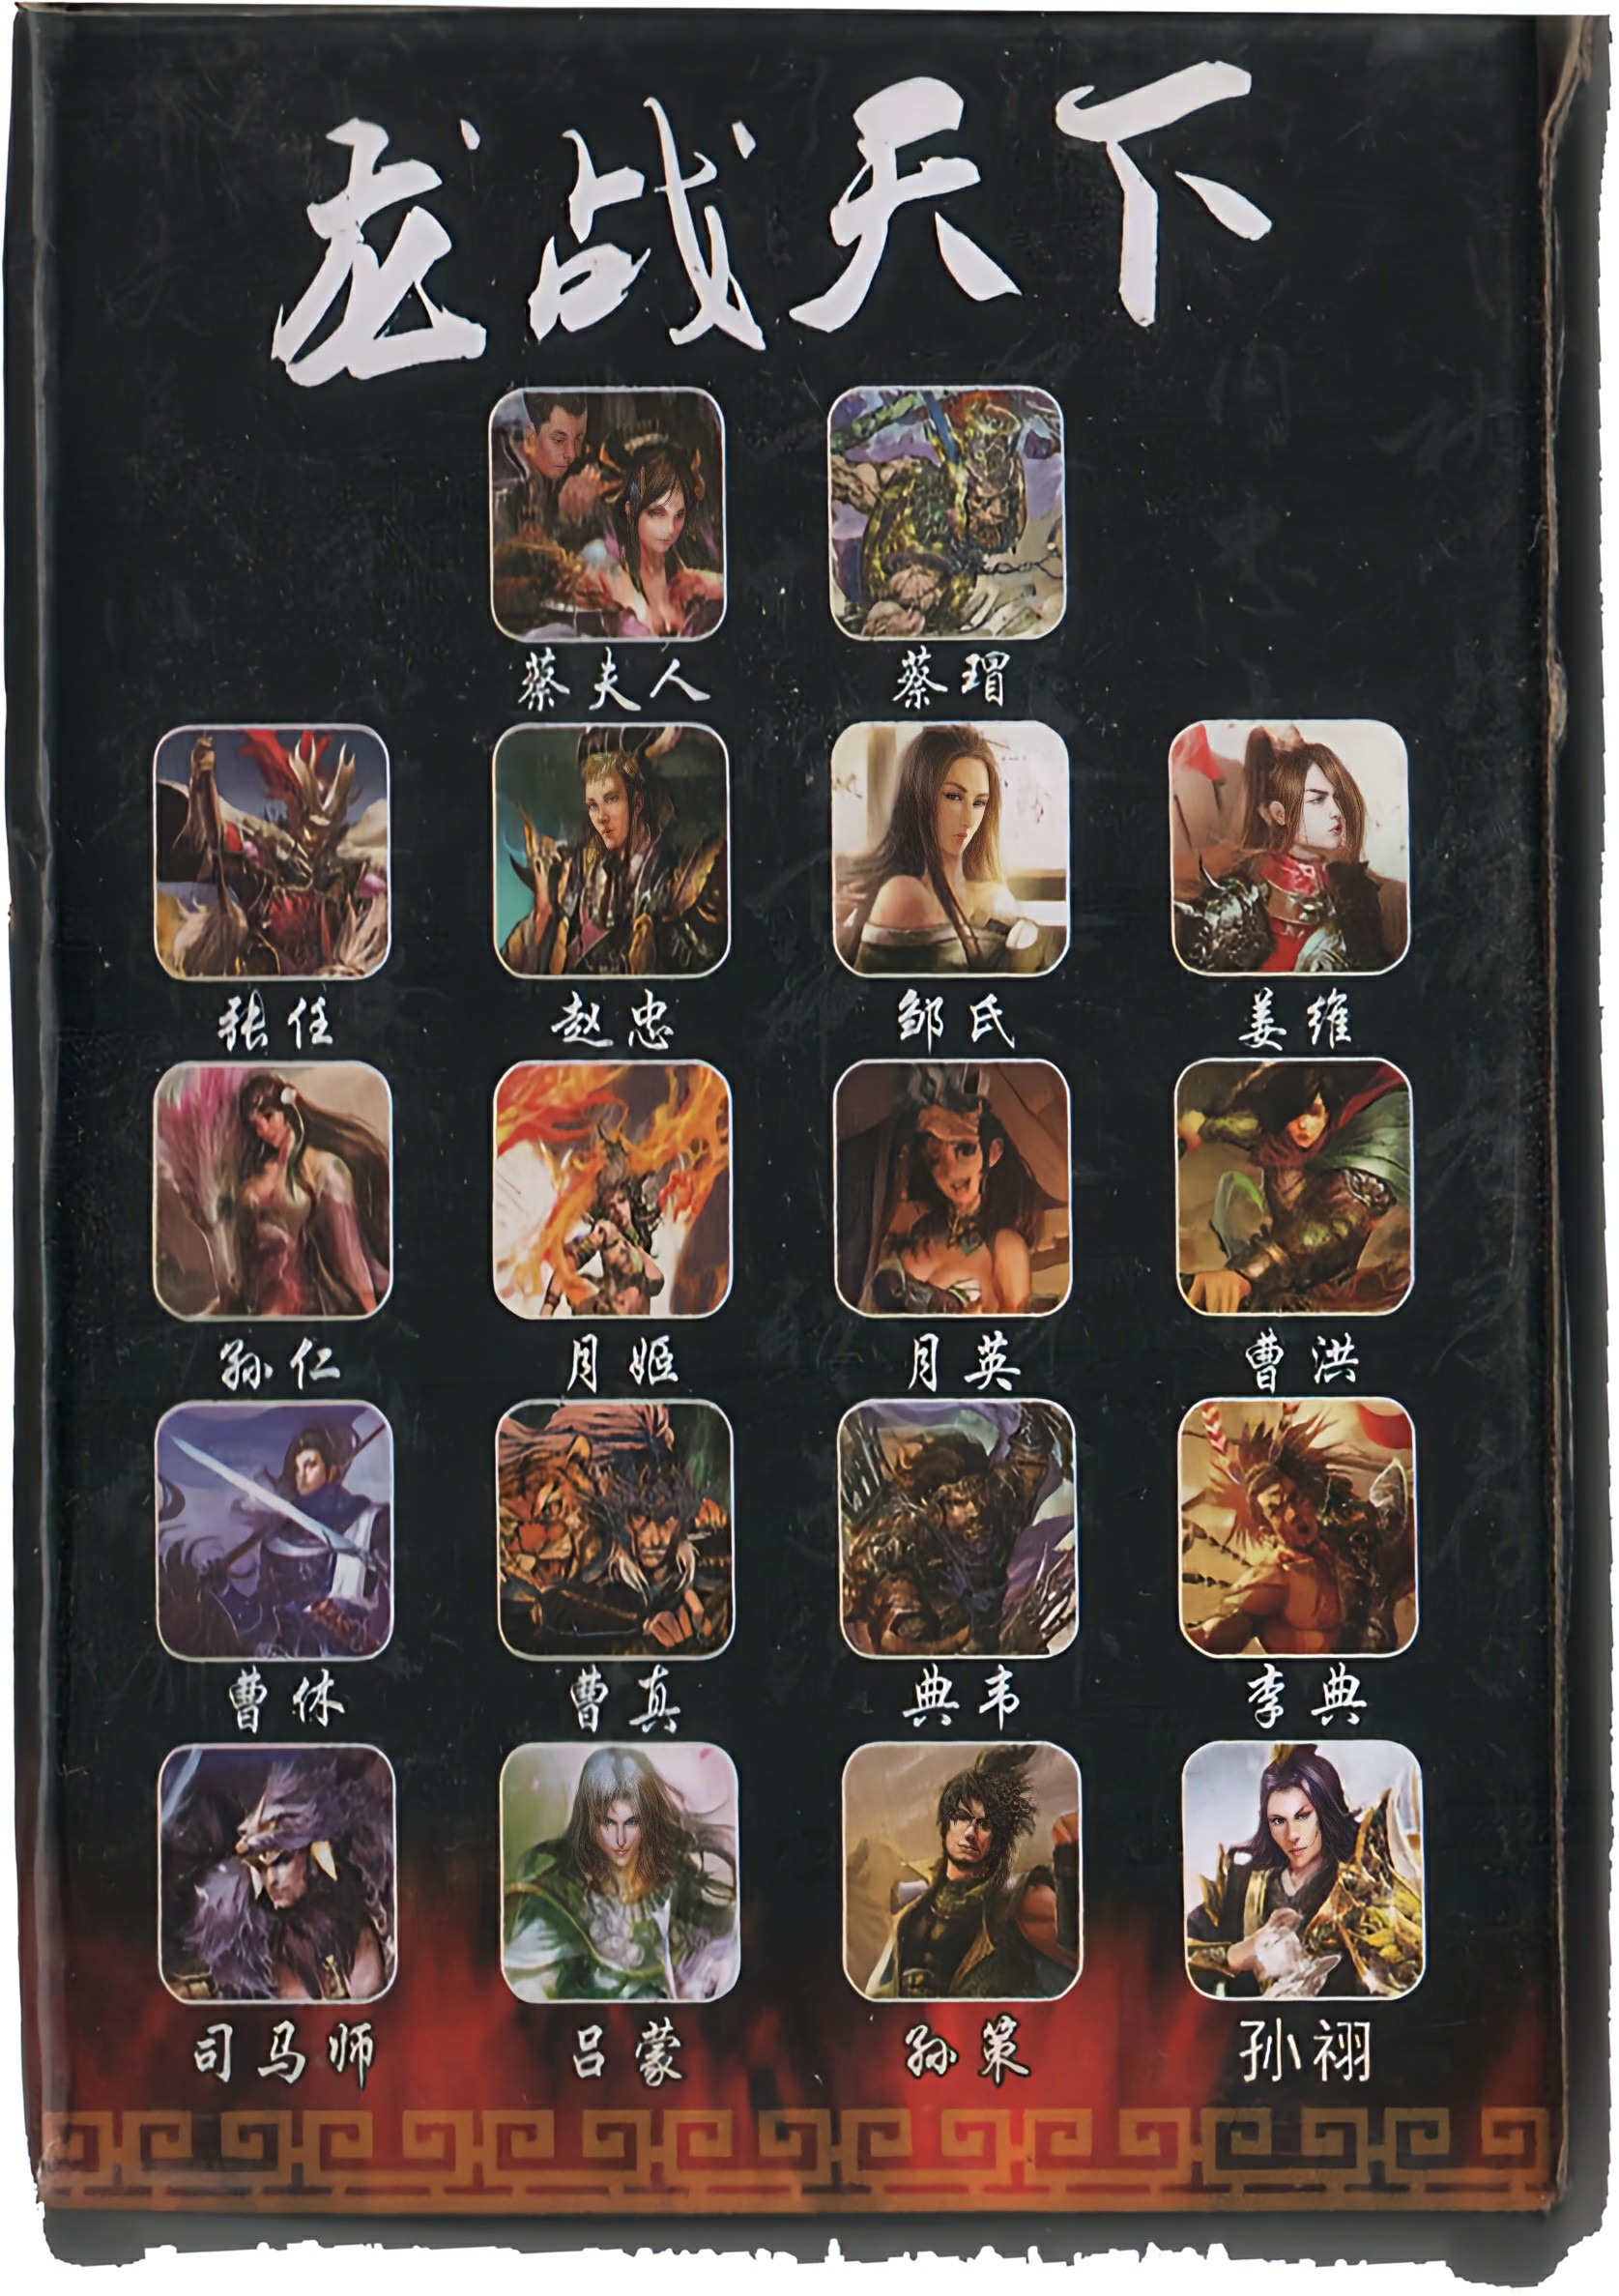 龙战天下
蔡夫人 蔡瑁
张任 赵忠 邹氏 姜维
孙仁 月姬 月英 曹洪
曹休 曹真 典韦 李典
司马师 吕蒙 孙策 孙祤